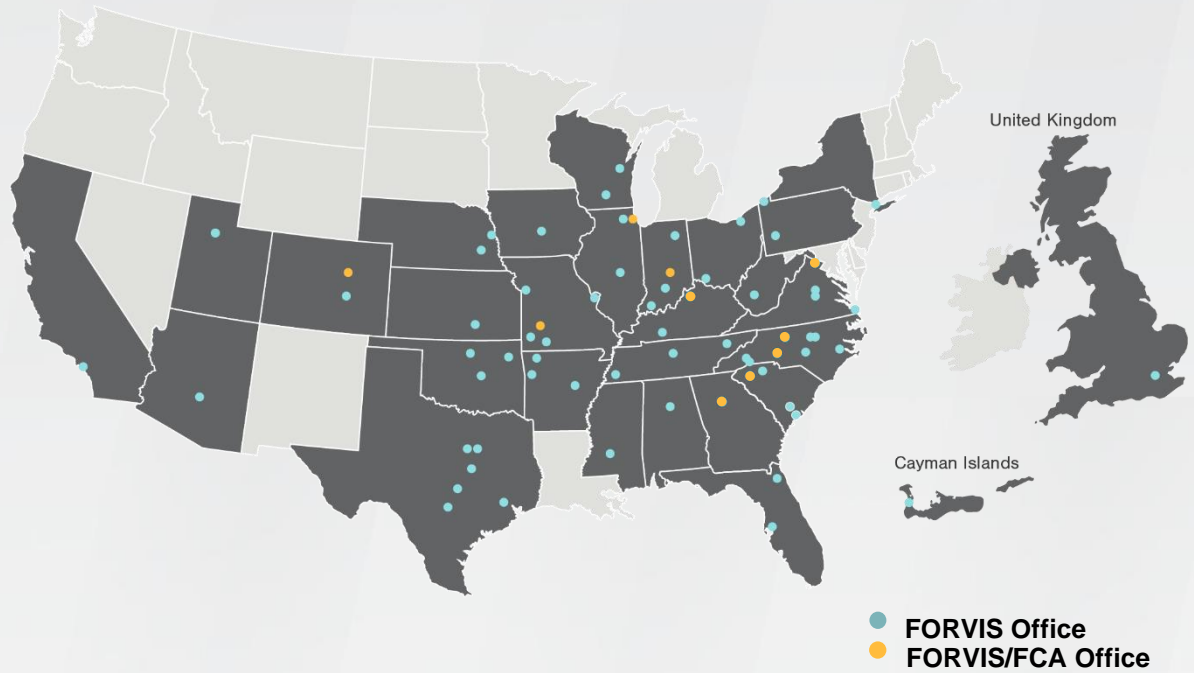 United Kingdom
Cayman Islands
FORVIS Office
FORVIS/FCA Office